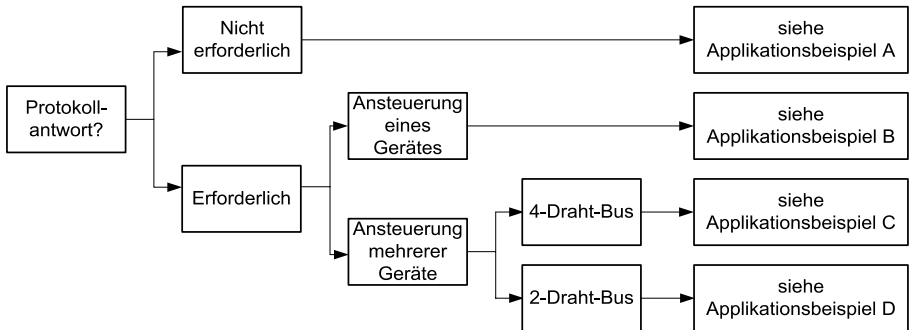 Nicht
erforderlich
siehe
Applikationsbeispiel A
Protokoll-
antwort?
Ansteuerung
eines
Gerätes
siehe
Applikationsbeispiel B
Erforderlich
Ansteuerung
mehrerer
Geräte
4-Draht-Bus
siehe
Applikationsbeispiel C
2-Draht-Bus
siehe
Applikationsbeispiel D